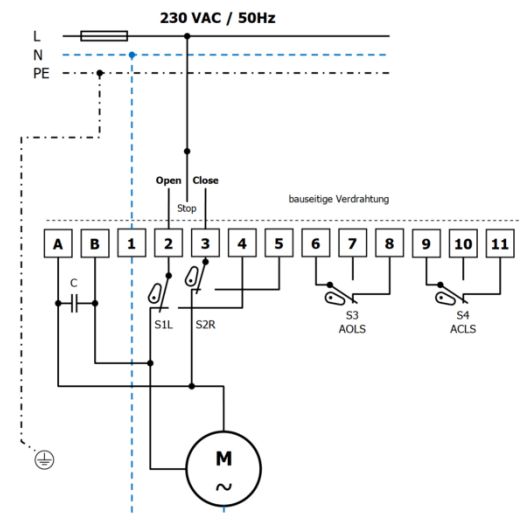 230 VAC / 50Hz
L
N
PE
Open Close
Stop
bauseitige Verdrahtung
A B 1 2 3 4 5 6 7 8 9 10 11
C
S1L S2R
S3
AOLS
S4
ACLS
M
~